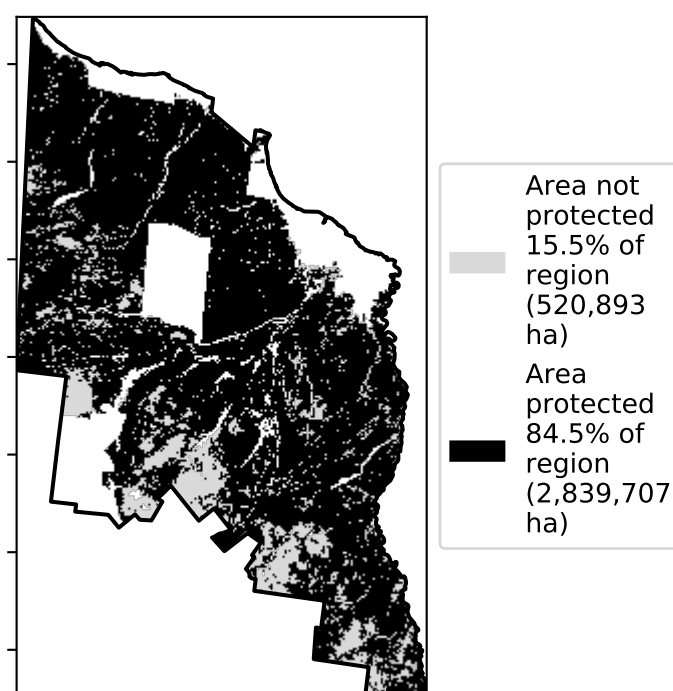 Area not
protected
15.5% of
region
(520,893
ha)
Area
protected
84.5% of
region
(2,839,707
ha)